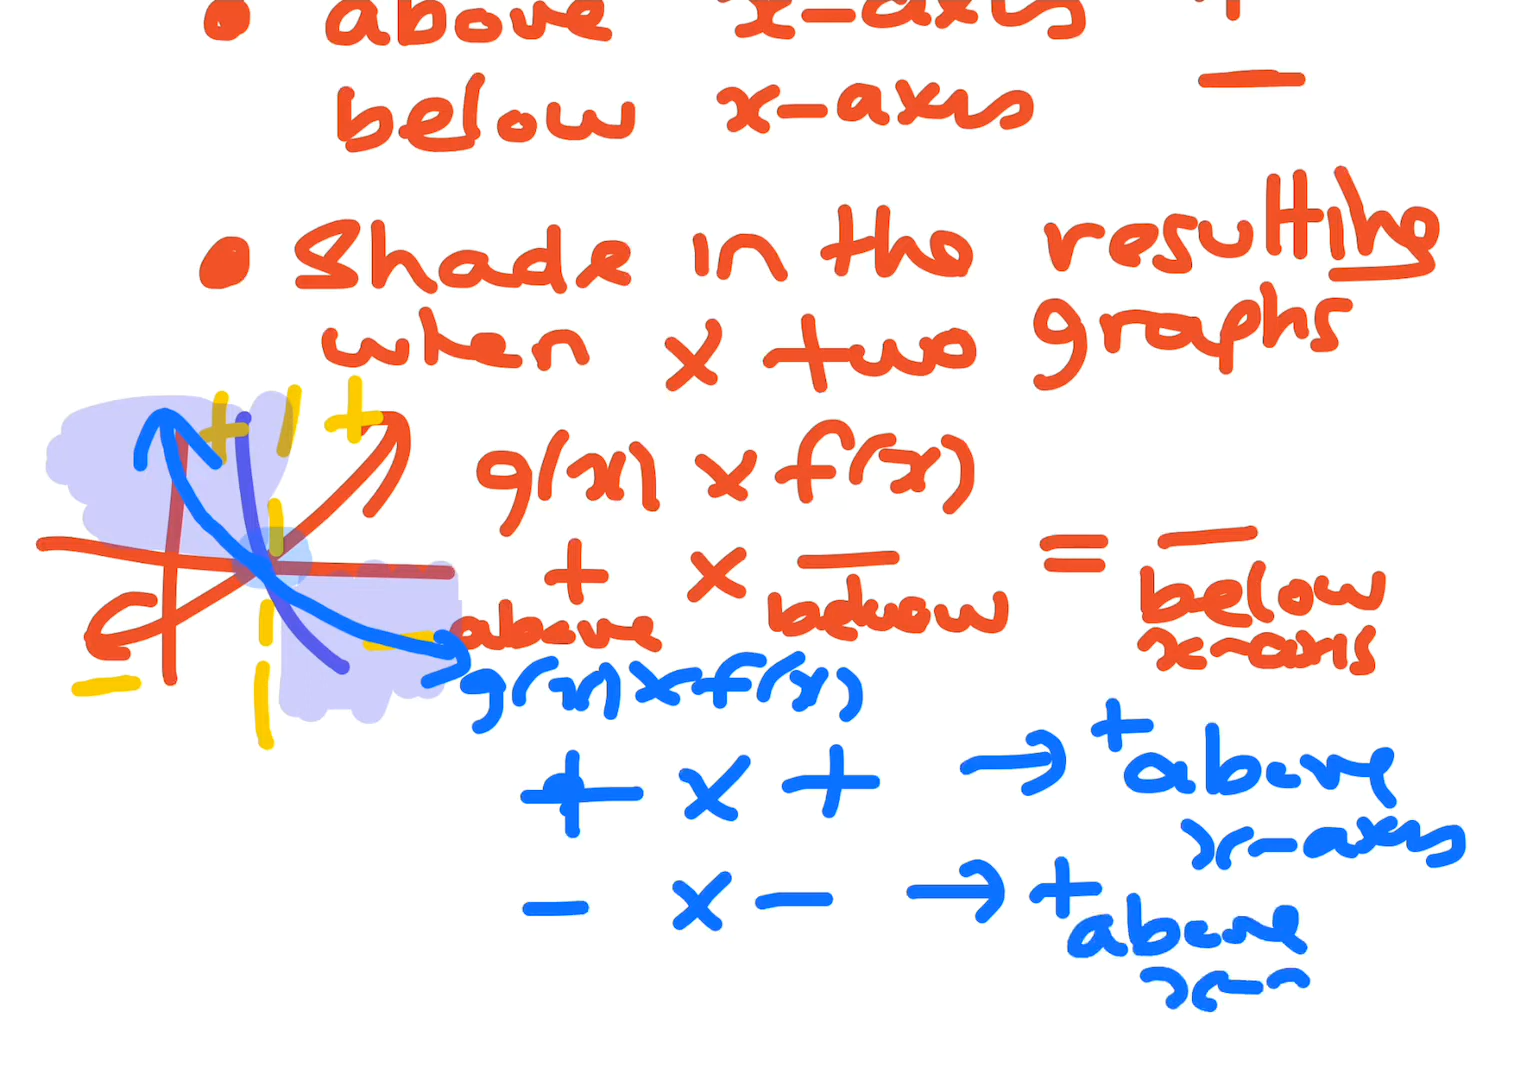 • above x-axis +
below x-axis −
• Shade in the resulting
when × two graphs
g(x) × f(x)
+ × − = −
above below below
x-axis
g(x) × f(x)
+ × + → + above
x-axis
− × − → + above
+ +
− −